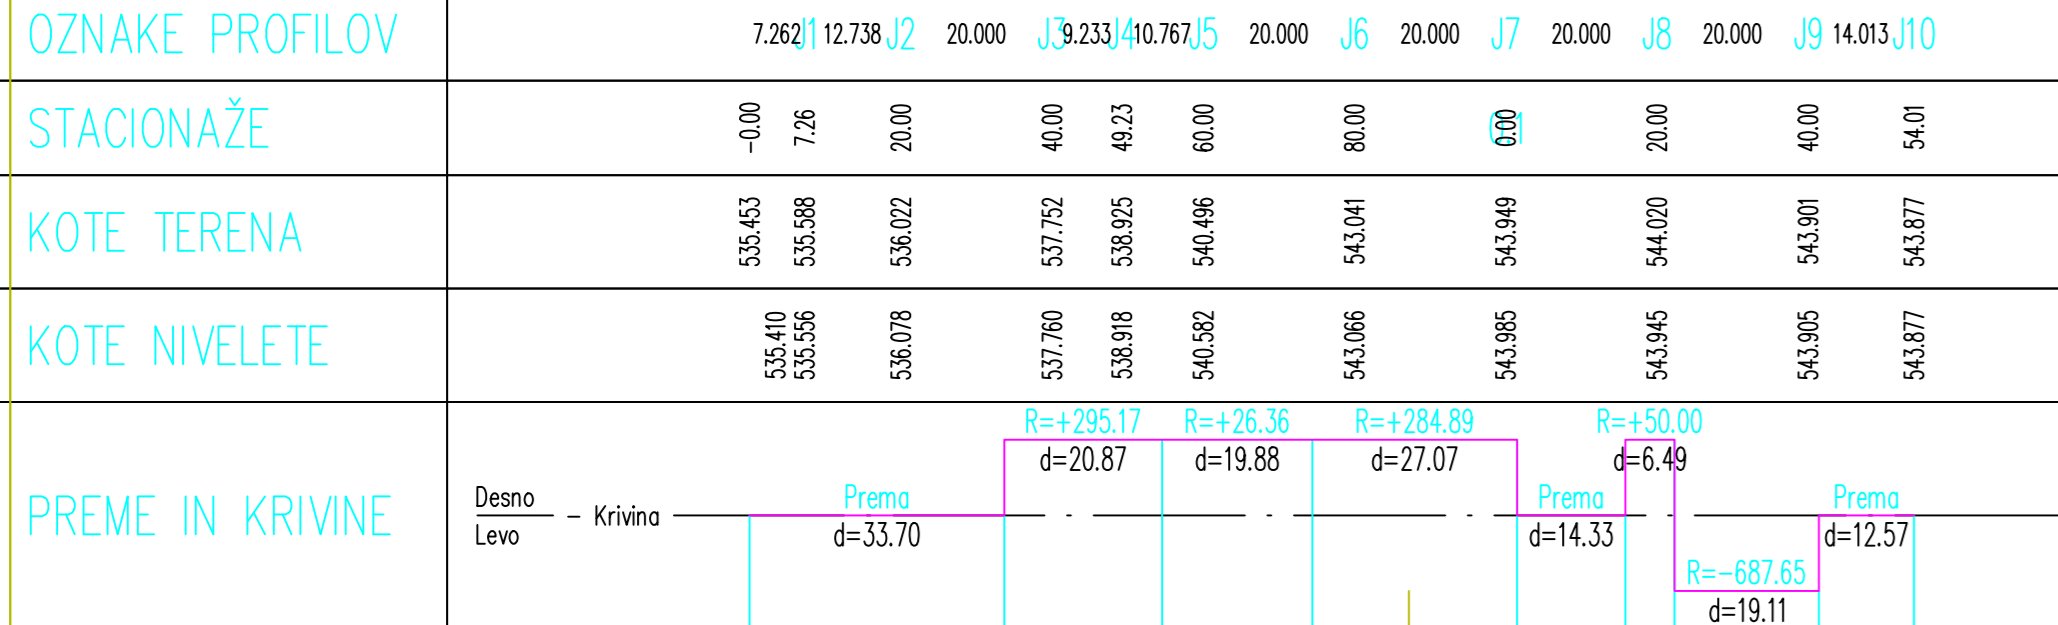 OZNAKE PROFILOV 7.262 J1 12.738 J2 20.000 J3 9.233 J4 10.767 J5 20.000 J6 20.000 J7 20.000 J8 20.000 J9 14.013 J10
STACIONAŽE -0.00 7.26 20.00 40.00 49.23 60.00 80.00 0.00 20.00 40.00 54.01
KOTE TERENA 535.453 535.588 536.022 537.752 538.925 540.496 543.041 543.949 544.020 543.901 543.877
KOTE NIVELETE 535.410 535.556 536.078 537.760 538.918 540.582 543.066 543.985 543.945 543.905 543.877
R=+295.17 R=+26.36 R=+284.89 R=+50.00
d=20.87 d=19.88 d=27.07 d=6.49
Desno Prema Prema Prema
PREME IN KRIVINE – Krivina
Levo d=33.70 d=14.33 d=12.57
R=-687.65
d=19.11